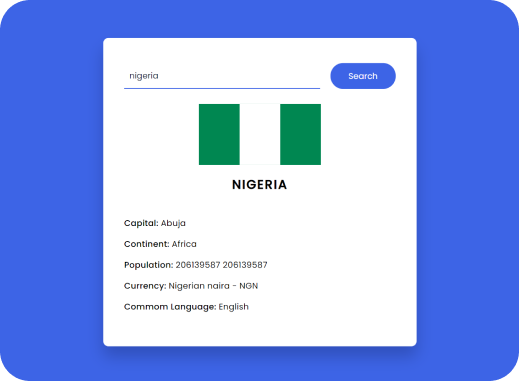 nigeria
Search
NIGERIA
Capital: Abuja
Continent: Africa
Population: 206139587 206139587
Currency: Nigerian naira - NGN
Commom Language: English